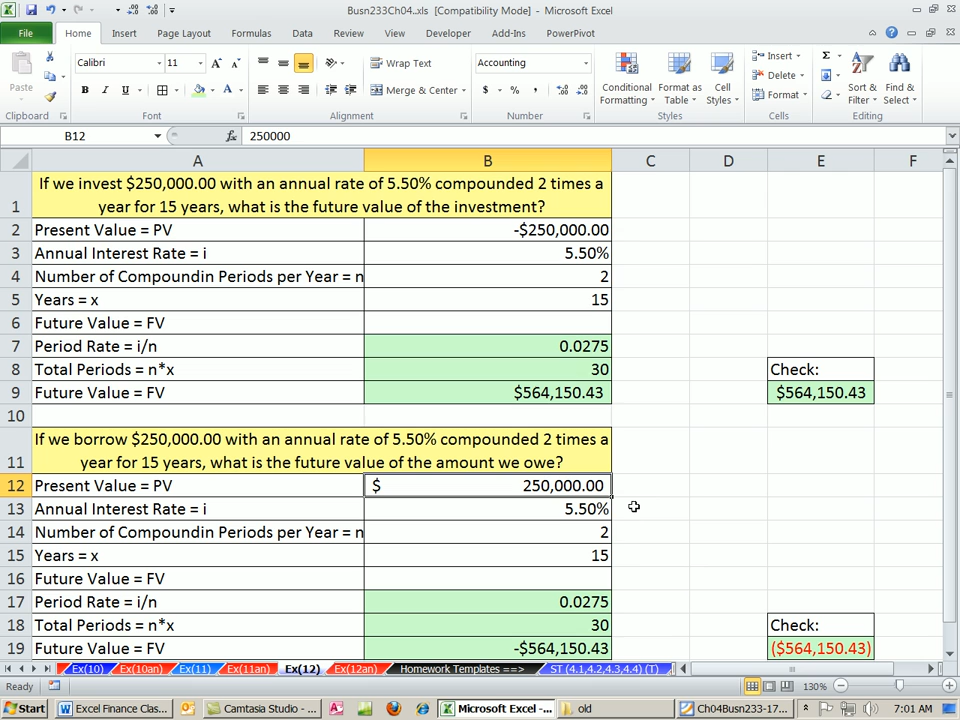 Busn233Ch04..xls [Compatibility Mode] - Microsoft Excel
File Home Insert Page Layout Formulas Data Review View Developer Add-Ins PowerPivot
Calibri 11 Wrap Text Accounting Insert Σ
Paste B I U Merge & Center $ % , Conditional Formatting Format as Table Cell Styles Delete Format Sort & Filter Find & Select
Clipboard Font Alignment Number Styles Cells Editing
B12 fx 250000
A B C D E F
1 If we invest $250,000.00 with an annual rate of 5.50% compounded 2 times a
year for 15 years, what is the future value of the investment?
2 Present Value = PV -$250,000.00
3 Annual Interest Rate = i 5.50%
4 Number of Compoundin Periods per Year = n 2
5 Years = x 15
6 Future Value = FV
7 Period Rate = i/n 0.0275
8 Total Periods = n*x 30 Check:
9 Future Value = FV $564,150.43 $564,150.43
10
11 If we borrow $250,000.00 with an annual rate of 5.50% compounded 2 times a
year for 15 years, what is the future value of the amount we owe?
12 Present Value = PV $ 250,000.00
13 Annual Interest Rate = i 5.50%
14 Number of Compoundin Periods per Year = n 2
15 Years = x 15
16 Future Value = FV
17 Period Rate = i/n 0.0275
18 Total Periods = n*x 30 Check:
19 Future Value = FV -$564,150.43 ($564,150.43)
Ex(10) Ex(10an) Ex(11) Ex(11an) Ex(12) Ex(12an) Homework Templates ==> ST (4.1,4.2,4.3,4.4) (T)
Ready 130%
Start Excel Finance Clas... Camtasia Studio - ... Microsoft Excel -... old Ch04Busn233-17... 7:01 AM